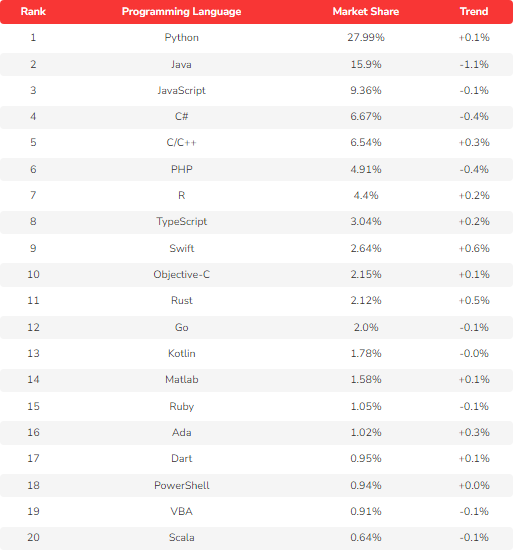 Rank Programming Language Market Share Trend
1 Python 27.99% +0.1%
2 Java 15.9% -1.1%
3 JavaScript 9.36% -0.1%
4 C# 6.67% -0.4%
5 C/C++ 6.54% +0.3%
6 PHP 4.91% -0.4%
7 R 4.4% +0.2%
8 TypeScript 3.04% +0.2%
9 Swift 2.64% +0.6%
10 Objective-C 2.15% +0.1%
11 Rust 2.12% +0.5%
12 Go 2.0% -0.1%
13 Kotlin 1.78% -0.0%
14 Matlab 1.58% +0.1%
15 Ruby 1.05% -0.1%
16 Ada 1.02% +0.3%
17 Dart 0.95% +0.1%
18 PowerShell 0.94% +0.0%
19 VBA 0.91% -0.1%
20 Scala 0.64% -0.1%